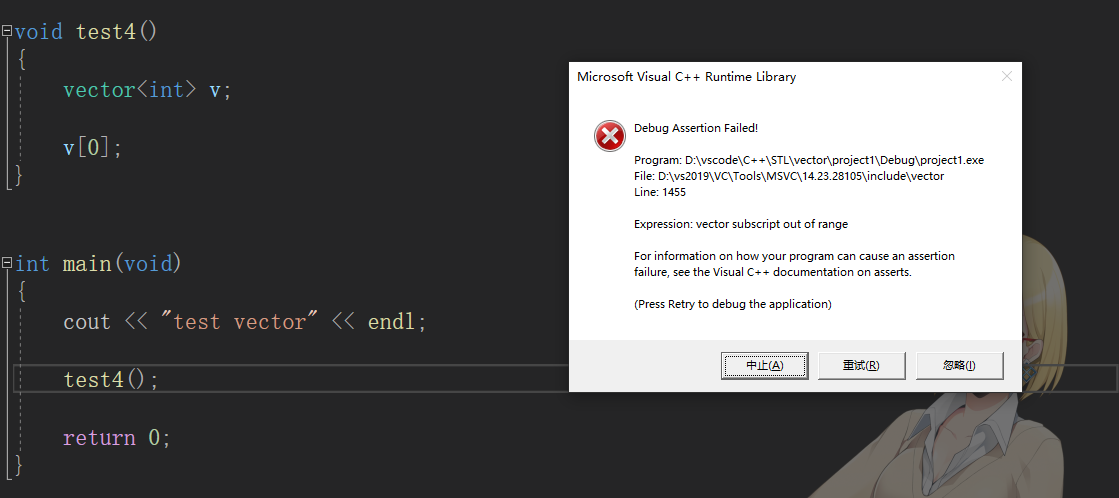 void test4()
{
vector<int> v;
v[0];
}
int main(void)
{
cout << "test vector" << endl;
test4();
return 0;
}
Microsoft Visual C++ Runtime Library
Debug Assertion Failed!
Program: D:\vscode\C++\STL\vector\project1\Debug\project1.exe
File: D:\vs2019\VC\Tools\MSVC\14.23.28105\include\vector
Line: 1455
Expression: vector subscript out of range
For information on how your program can cause an assertion
failure, see the Visual C++ documentation on asserts.
(Press Retry to debug the application)
中止(A)
重试(R)
忽略(I)